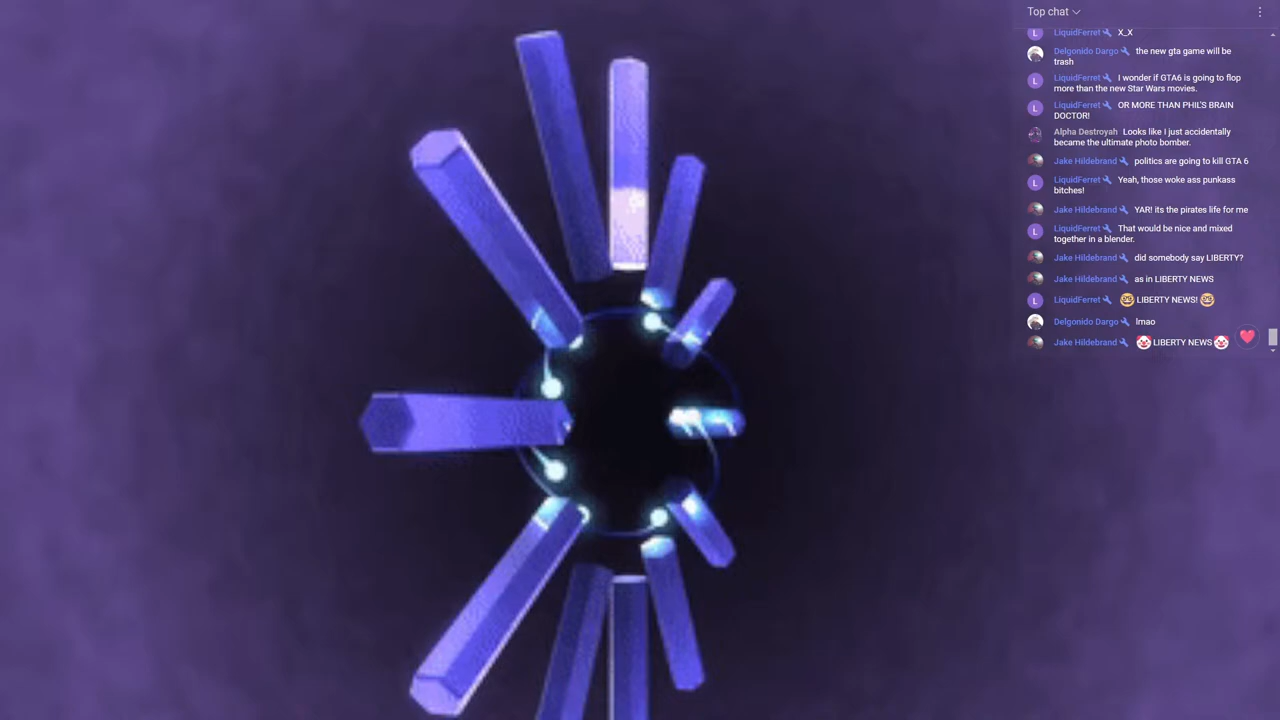 Top chat
LiquidFerret X_X
Delgonido Dargo the new gta game will be
trash
L LiquidFerret I wonder if GTA6 is going to flop
more than the new Star Wars movies.
L LiquidFerret OR MORE THAN PHIL'S BRAIN
DOCTOR!
Alpha Destroyah Looks like I just accidentally
became the ultimate photo bomber.
Jake Hildebrand politics are going to kill GTA 6
L LiquidFerret Yeah, those woke ass punkass
bitches!
Jake Hildebrand YAR! its the pirates life for me
L LiquidFerret That would be nice and mixed
together in a blender.
Jake Hildebrand did somebody say LIBERTY?
Jake Hildebrand as in LIBERTY NEWS
L LiquidFerret 🤓 LIBERTY NEWS! 🤓
Delgonido Dargo lmao
Jake Hildebrand 🤡 LIBERTY NEWS 🤡